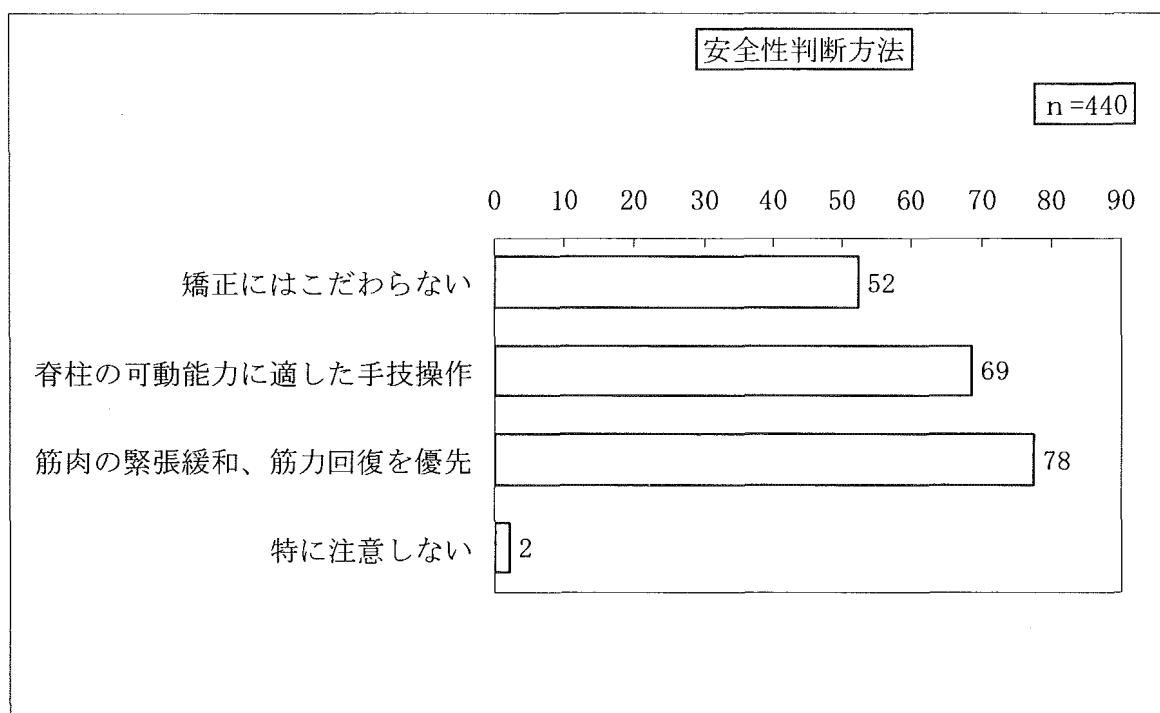 安全性判断方法
n=440
0 10 20 30 40 50 60 70 80 90
矯正にはこだわらない 52
脊柱の可動能力に適した手技操作 69
筋肉の緊張緩和、筋力回復を優先 78
特に注意しない 2